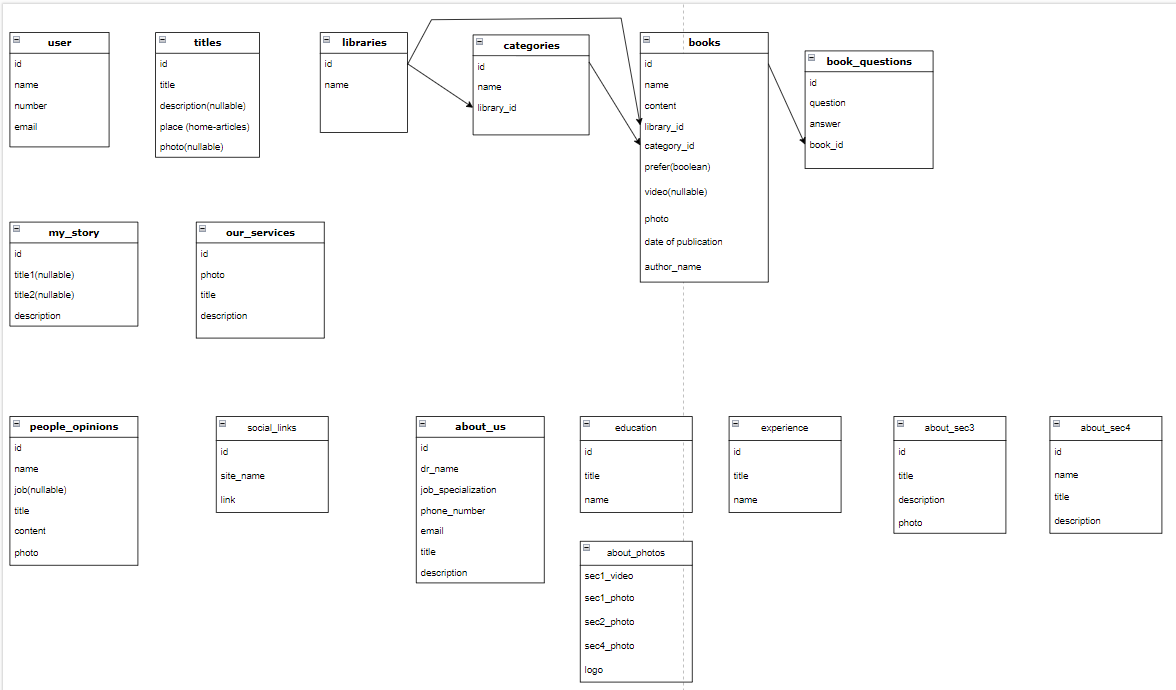 user
id
name
number
email
titles
id
title
description(nullable)
place (home-articles)
photo(nullable)
libraries
id
name
categories
id
name
library_id
books
id
name
content
library_id
category_id
prefer(boolean)
video(nullable)
photo
date of publication
author_name
book_questions
id
question
answer
book_id
my_story
id
title1(nullable)
title2(nullable)
description
our_services
id
photo
title
description
people_opinions
id
name
job(nullable)
title
content
photo
social_links
id
site_name
link
about_us
id
dr_name
job_specialization
phone_number
email
title
description
education
id
title
name
experience
id
title
name
about_sec3
id
title
description
photo
about_sec4
id
name
title
description
about_photos
sec1_video
sec1_photo
sec2_photo
sec4_photo
logo